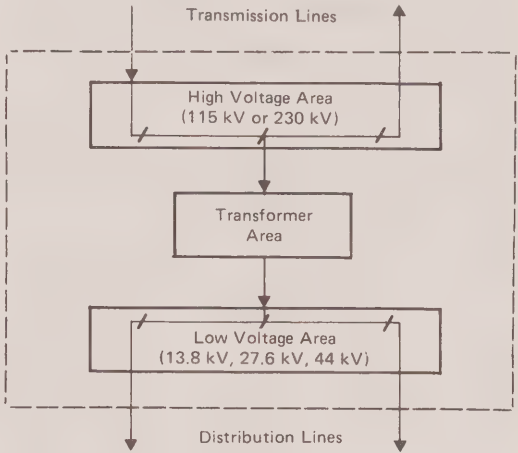 Transmission Lines
High Voltage Area
(115 kV or 230 kV)
Transformer
Area
Low Voltage Area
(13.8 kV, 27.6 kV, 44 kV)
Distribution Lines